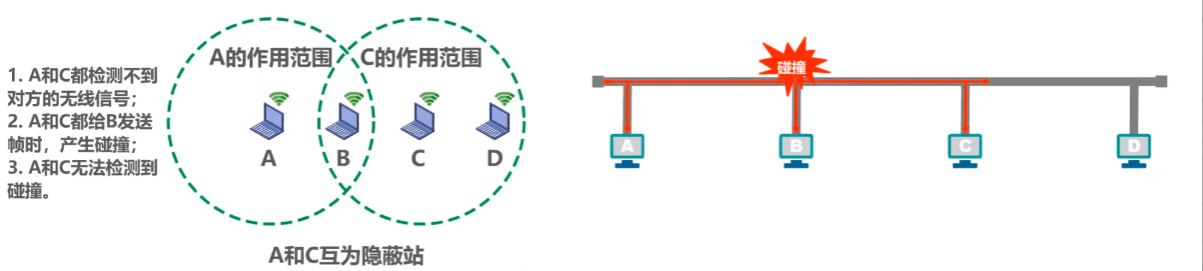 A的作用范围 C的作用范围
1. A和C都检测不到
对方的无线信号；
2. A和C都给B发送
帧时，产生碰撞；
3. A和C无法检测到
碰撞。
A B C D
A和C互为隐蔽站
碰撞
A B C D